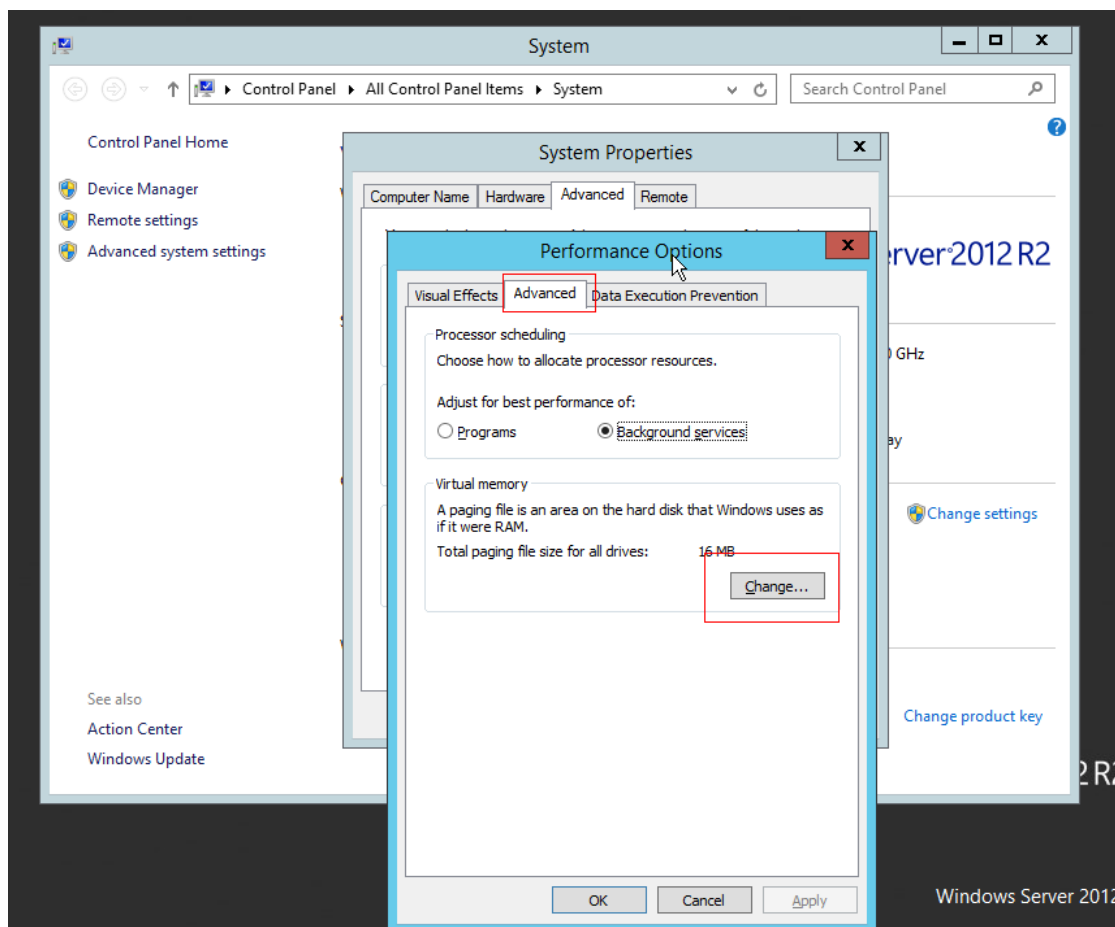 System
Control Panel All Control Panel Items System
Search Control Panel
Control Panel Home
Device Manager
Remote settings
Advanced system settings
System Properties
Computer Name Hardware Advanced Remote
Performance Options
Visual Effects Advanced Data Execution Prevention
Processor scheduling
Choose how to allocate processor resources.
Adjust for best performance of:
Programs Background services
Virtual memory
A paging file is an area on the hard disk that Windows uses as
if it were RAM.
Total paging file size for all drives: 16 MB
Change...
OK Cancel Apply
2012 R2
GHz
Change settings
Change product key
See also
Action Center
Windows Update
Windows Server 2012